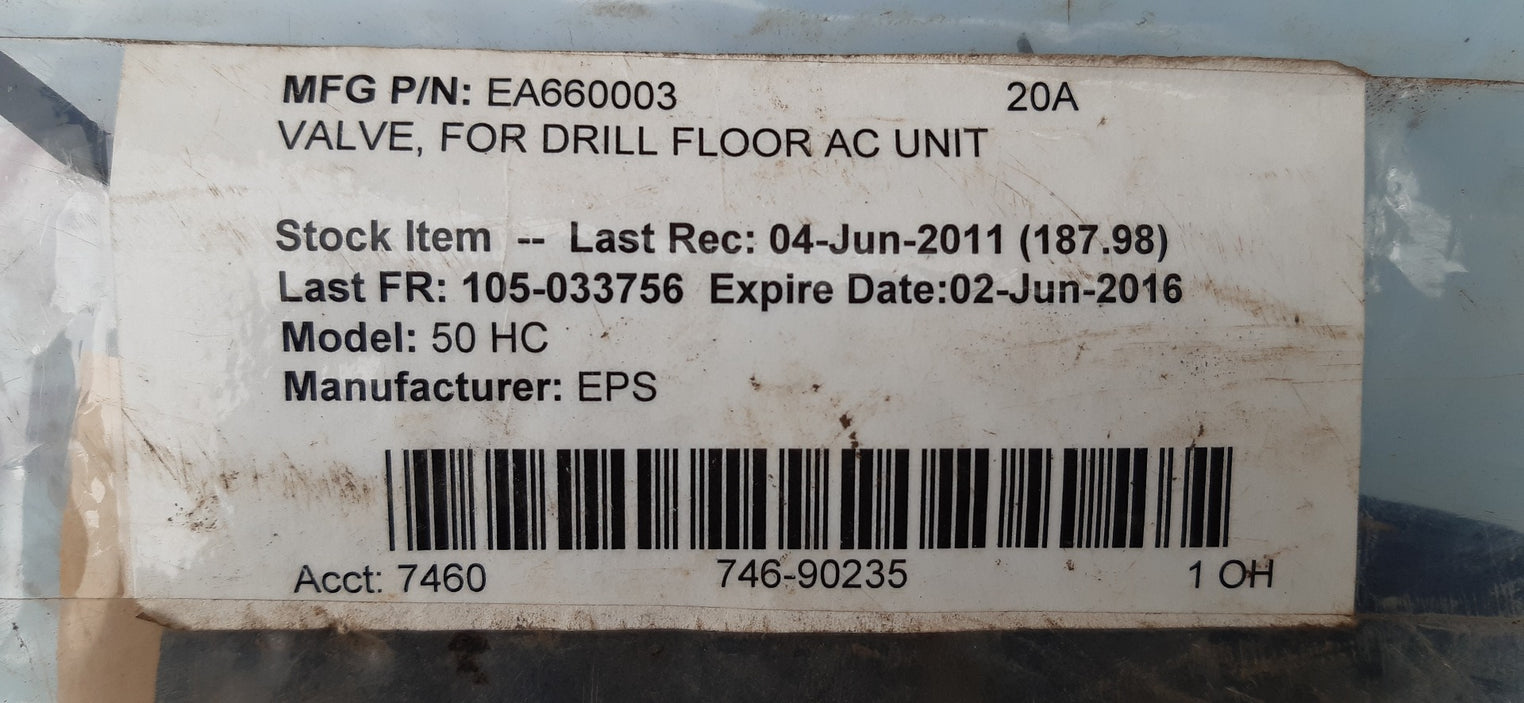 MFG P/N: EA660003 20A
VALVE, FOR DRILL FLOOR AC UNIT
Stock Item -- Last Rec: 04-Jun-2011 (187.98)
Last FR: 105-033756 Expire Date:02-Jun-2016
Model: 50 HC
Manufacturer: EPS
Acct: 7460 746-90235 1 OH